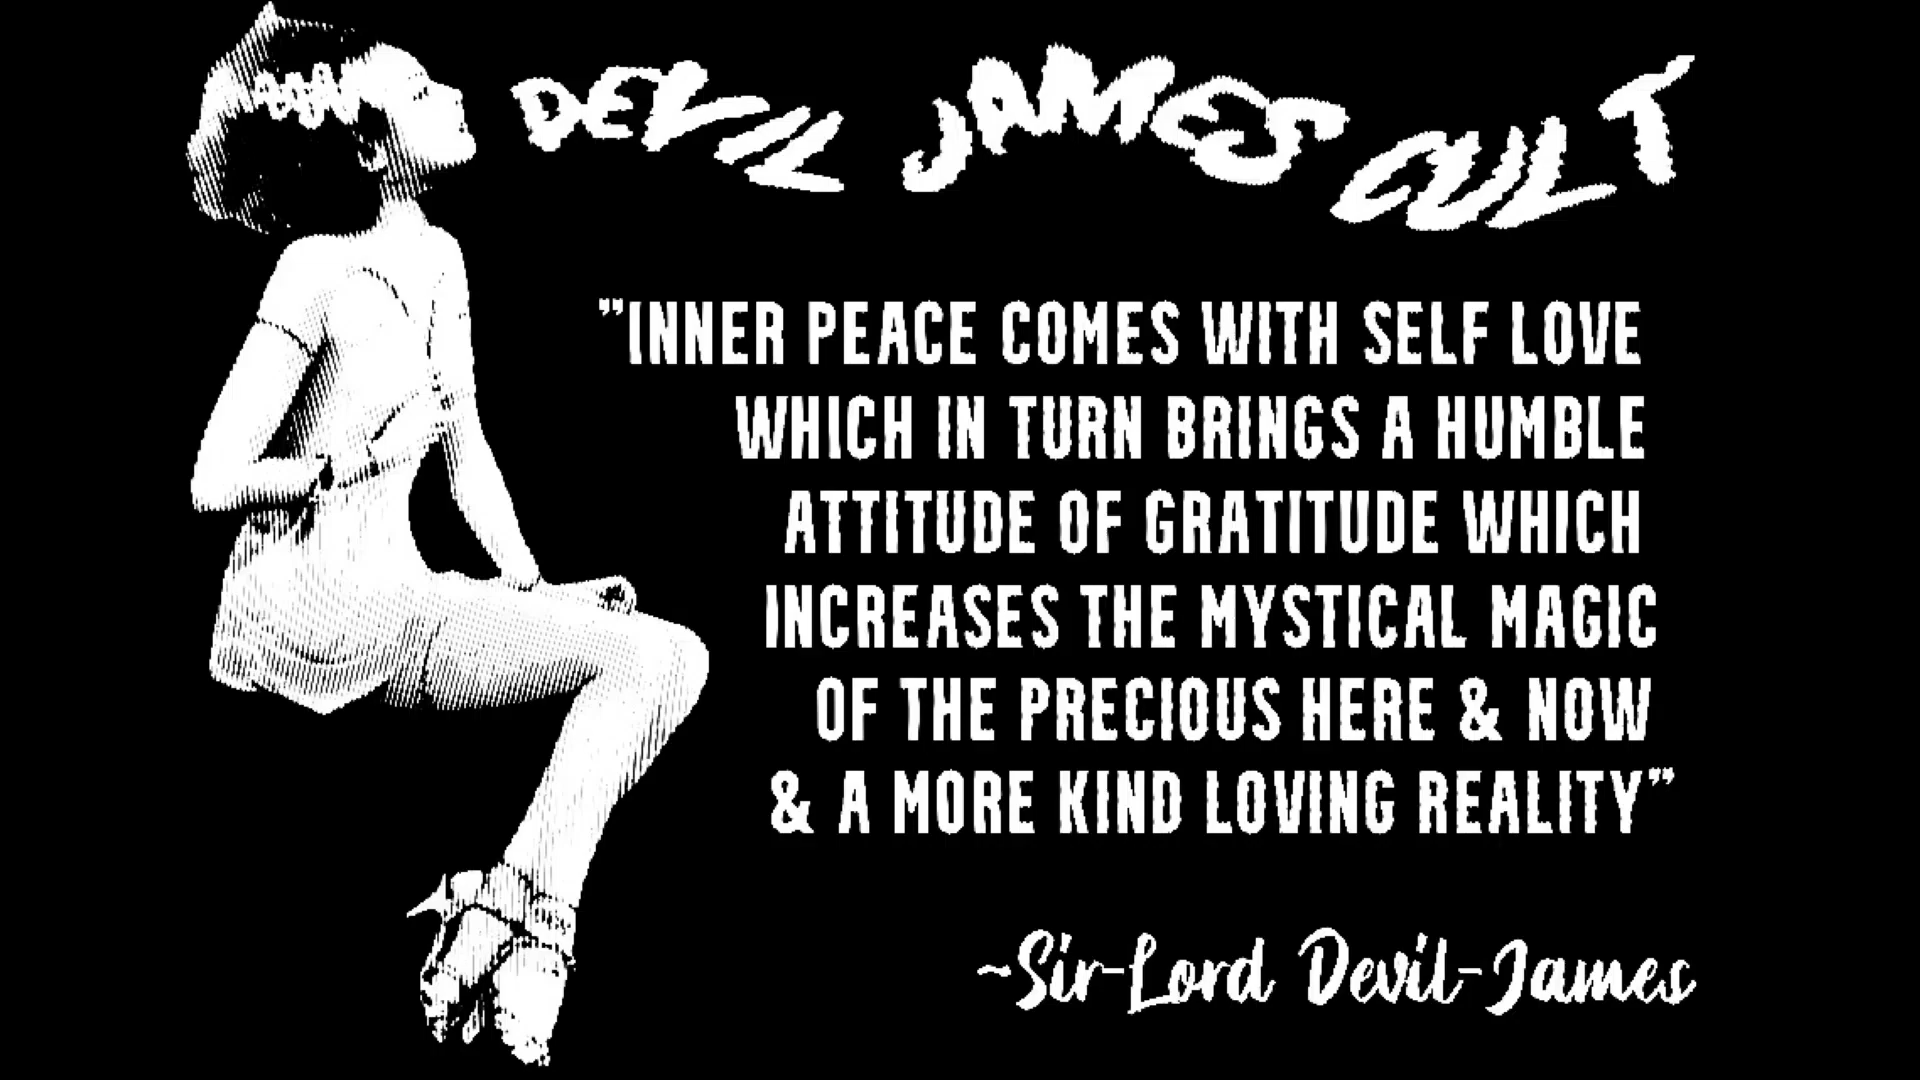 DEVIL JAMES CULT
"INNER PEACE COMES WITH SELF LOVE
WHICH IN TURN BRINGS A HUMBLE
ATTITUDE OF GRATITUDE WHICH
INCREASES THE MYSTICAL MAGIC
OF THE PRECIOUS HERE & NOW
& A MORE KIND LOVING REALITY"
~Sir-Lord Devil-James